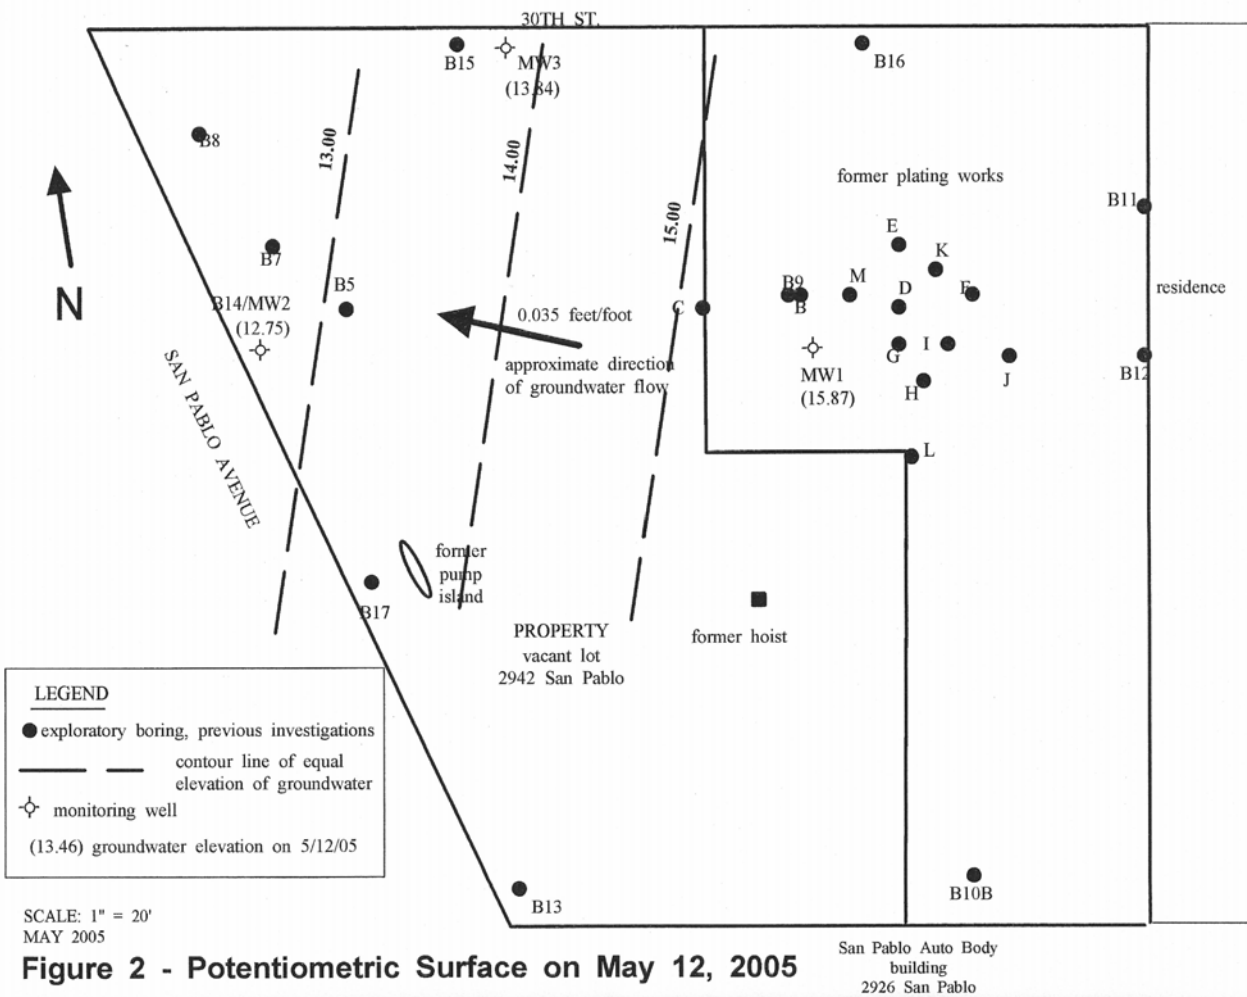 30TH ST.
B15
MW3
(13.84)
B16
B8
13.00
14.00
15.00
former plating works
B11
E
K
B7
B5
B9
B
M
D
F
residence
N
B14/MW2
(12.75)
0.035 feet/foot
C
approximate direction
of groundwater flow
G
I
J
B12
MW1
(15.87)
H
SAN PABLO AVENUE
L
former
pump
island
B17
PROPERTY
vacant lot
2942 San Pablo
former hoist
LEGEND
exploratory boring, previous investigations
contour line of equal
elevation of groundwater
monitoring well
(13.46) groundwater elevation on 5/12/05
B13
B10B
SCALE: 1" = 20'
MAY 2005
Figure 2 - Potentiometric Surface on May 12, 2005
San Pablo Auto Body
building
2926 San Pablo